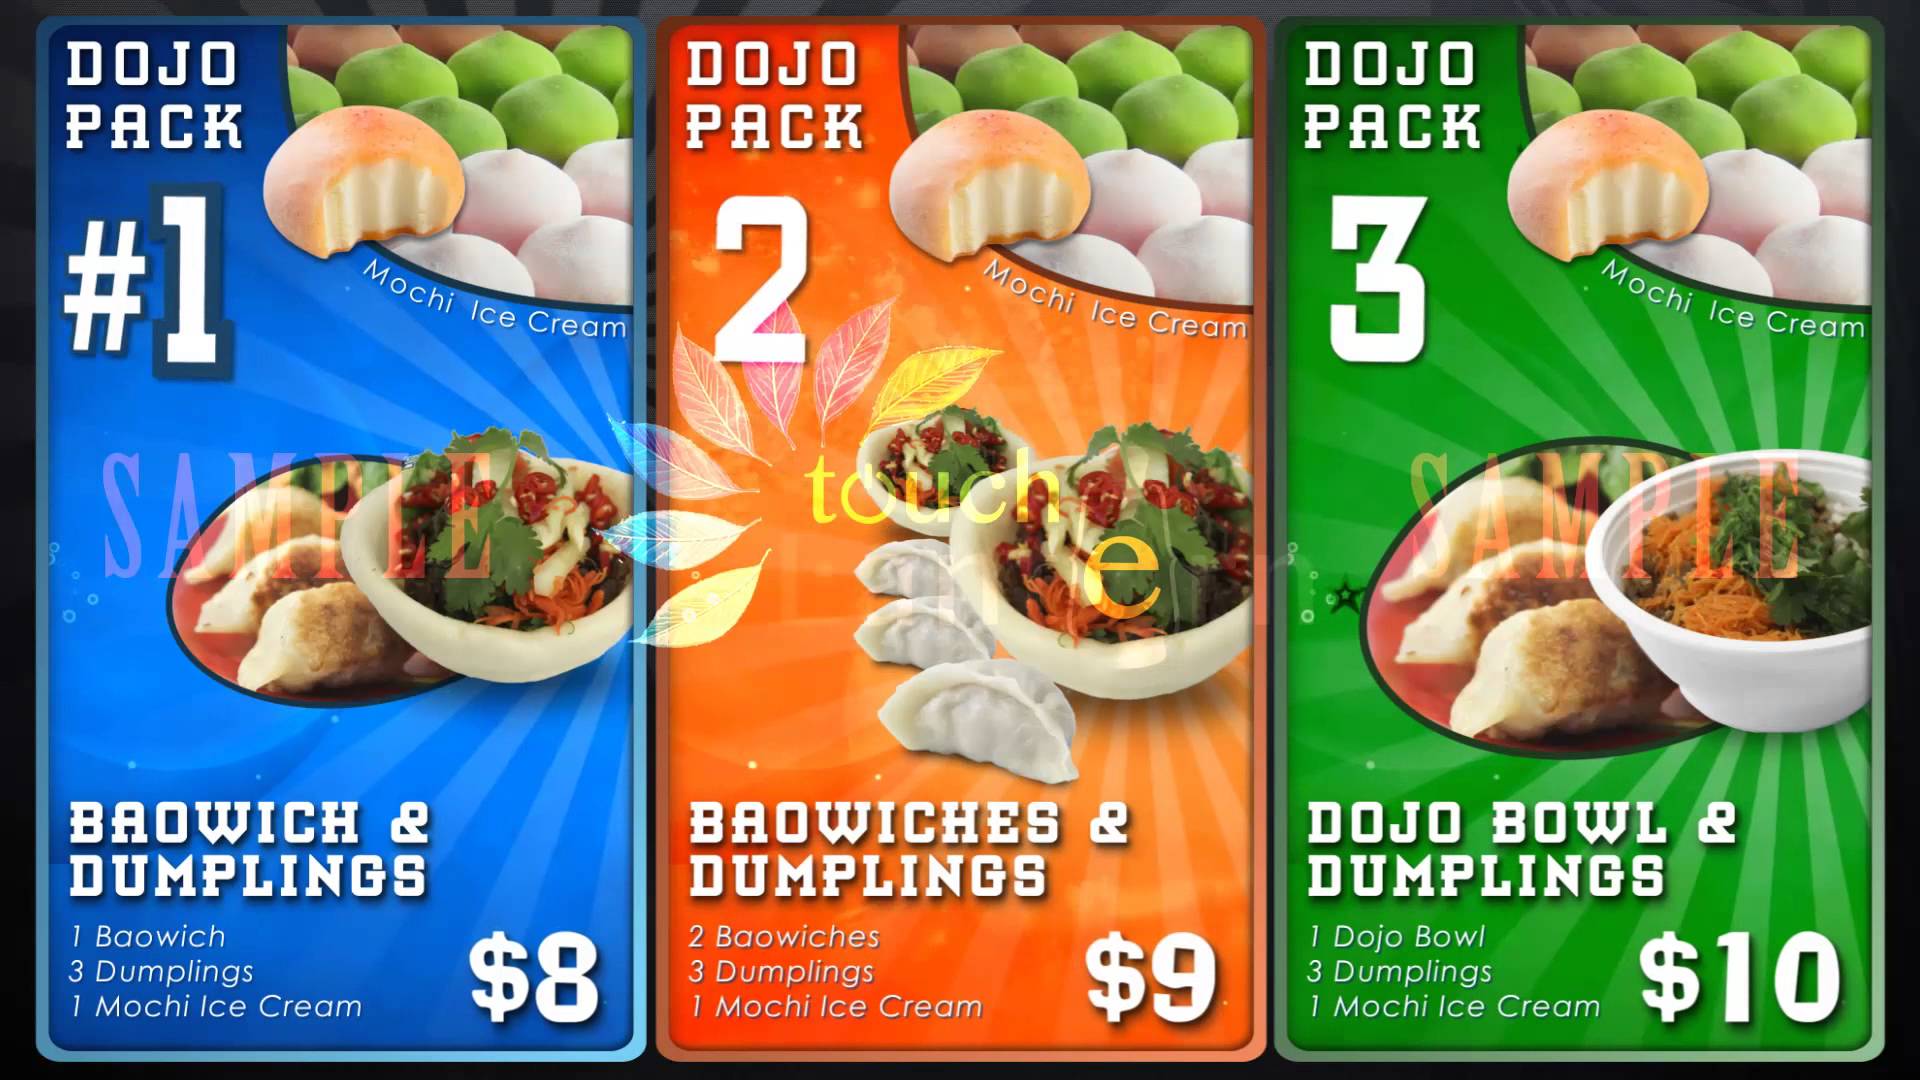 DOJO
PACK
#1
Mochi Ice Cream
SAMPLE
BAOWICH &
DUMPLINGS
1 Baowich
3 Dumplings
1 Mochi Ice Cream
$8
DOJO
PACK
2
Mochi Ice Cream
touch
e
BAOWICHES &
DUMPLINGS
2 Baowiches
3 Dumplings
1 Mochi Ice Cream
$9
DOJO
PACK
3
Mochi Ice Cream
SAMPLE
DOJO BOWL &
DUMPLINGS
1 Dojo Bowl
3 Dumplings
1 Mochi Ice Cream
$10